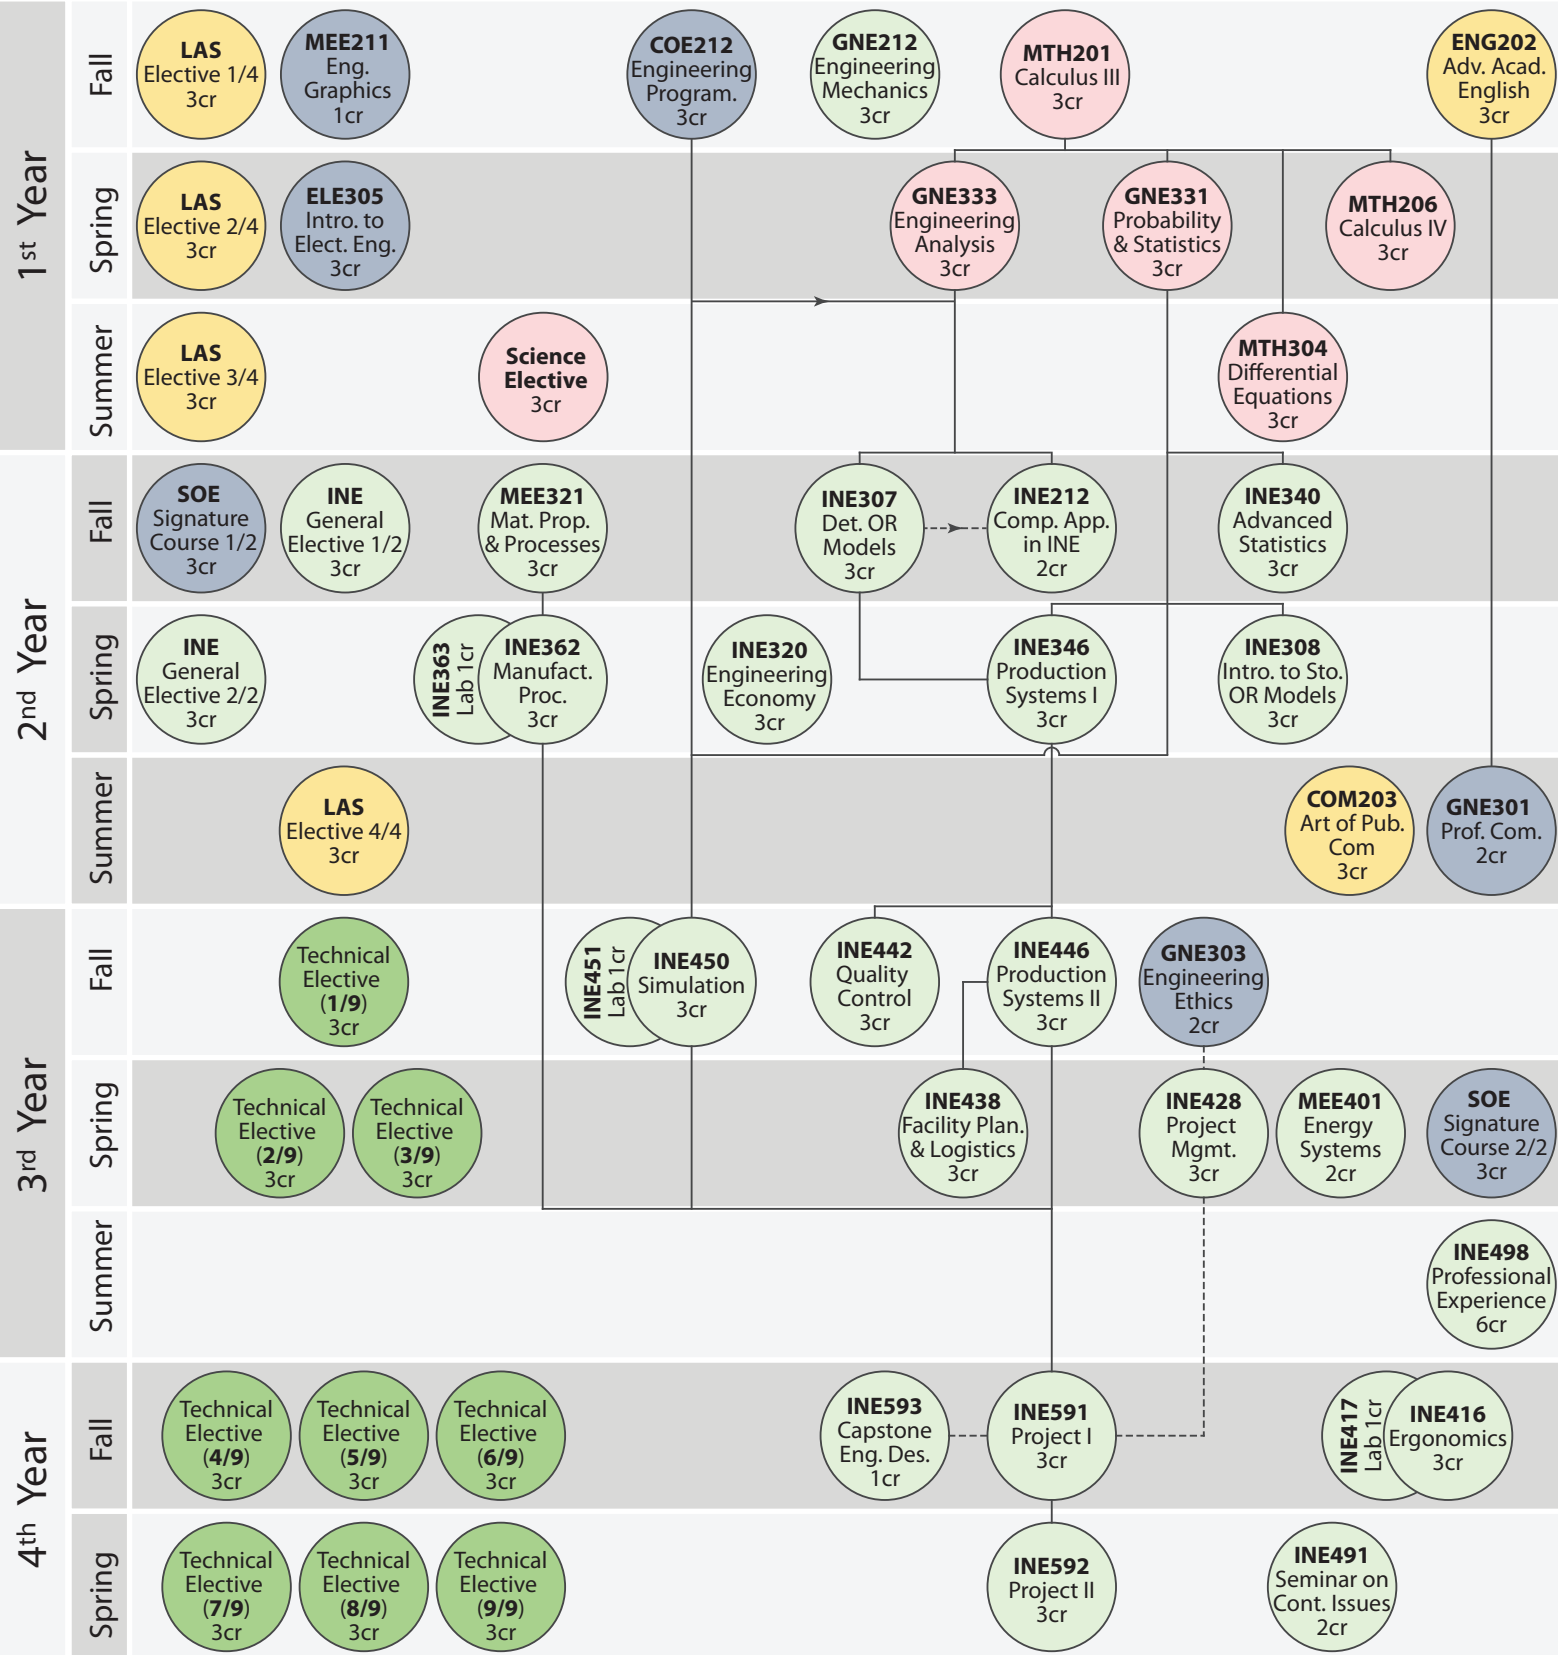 1st Year
Fall
LAS
Elective 1/4
3cr
MEE211
Eng.
Graphics
1cr
COE212
Engineering
Program.
3cr
GNE212
Engineering
Mechanics
3cr
MTH201
Calculus III
3cr
ENG202
Adv. Acad.
English
3cr
Spring
LAS
Elective 2/4
3cr
ELE305
Intro. to
Elect. Eng.
3cr
GNE333
Engineering
Analysis
3cr
GNE331
Probability
& Statistics
3cr
MTH206
Calculus IV
3cr
Summer
LAS
Elective 3/4
3cr
Science
Elective
3cr
MTH304
Differential
Equations
3cr
2nd Year
Fall
SOE
Signature
Course 1/2
3cr
INE
General
Elective 1/2
3cr
MEE321
Mat. Prop.
& Processes
3cr
INE307
Det. OR
Models
3cr
INE212
Comp. App.
in INE
2cr
INE340
Advanced
Statistics
3cr
Spring
INE
General
Elective 2/2
3cr
INE363
Lab 1cr
INE362
Manufact.
Proc.
3cr
INE320
Engineering
Economy
3cr
INE346
Production
Systems I
3cr
INE308
Intro. to Sto.
OR Models
3cr
Summer
LAS
Elective 4/4
3cr
COM203
Art of Pub.
Com
3cr
GNE301
Prof. Com.
2cr
3rd Year
Fall
Technical
Elective
(1/9)
3cr
INE451
Lab 1cr
INE450
Simulation
3cr
INE442
Quality
Control
3cr
INE446
Production
Systems II
3cr
GNE303
Engineering
Ethics
2cr
Spring
Technical
Elective
(2/9)
3cr
Technical
Elective
(3/9)
3cr
INE438
Facility Plan.
& Logistics
3cr
INE428
Project
Mgmt.
3cr
MEE401
Energy
Systems
2cr
SOE
Signature
Course 2/2
3cr
Summer
INE498
Professional
Experience
6cr
4th Year
Fall
Technical
Elective
(4/9)
3cr
Technical
Elective
(5/9)
3cr
Technical
Elective
(6/9)
3cr
INE593
Capstone
Eng. Des.
1cr
INE591
Project I
3cr
INE417
Lab 1cr
INE416
Ergonomics
3cr
Spring
Technical
Elective
(7/9)
3cr
Technical
Elective
(8/9)
3cr
Technical
Elective
(9/9)
3cr
INE592
Project II
3cr
INE491
Seminar on
Cont. Issues
2cr